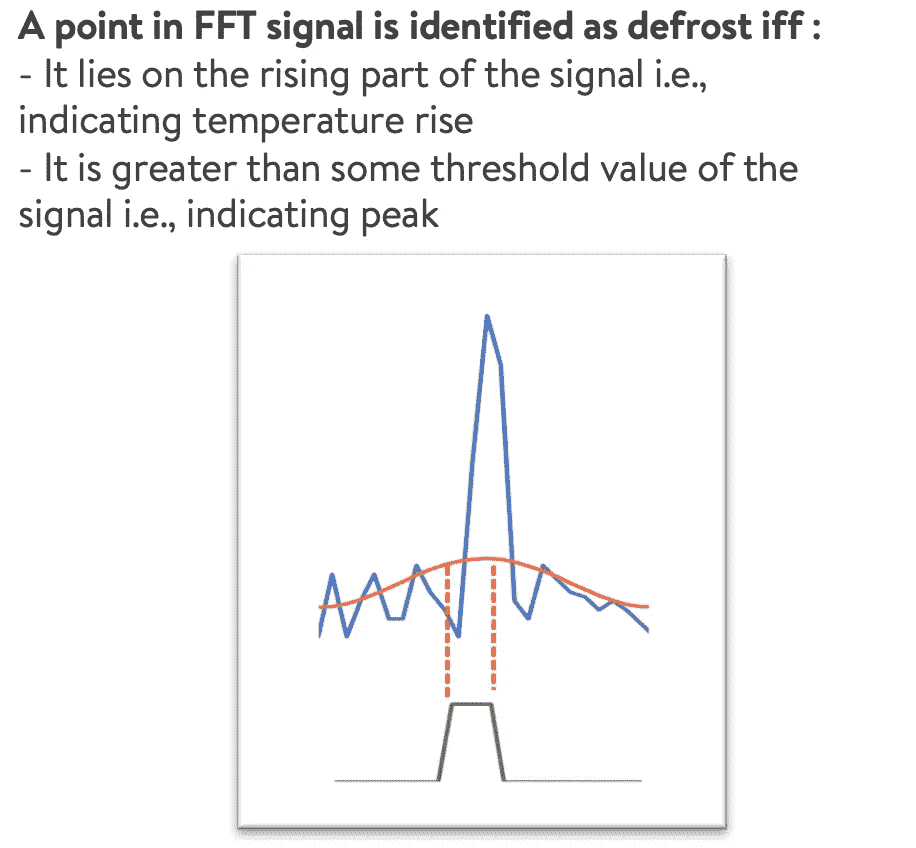 A point in FFT signal is identified as defrost iff :
- It lies on the rising part of the signal i.e.,
indicating temperature rise
- It is greater than some threshold value of the
signal i.e., indicating peak